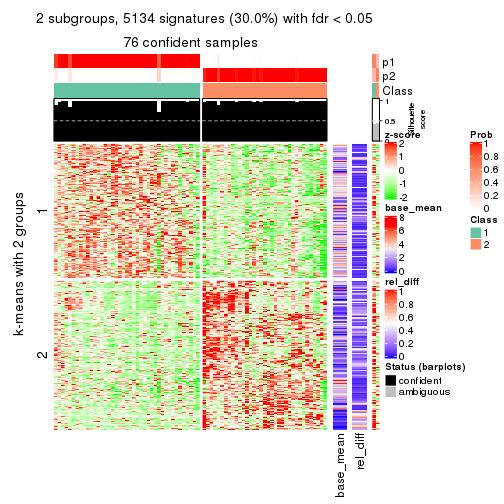 2 subgroups, 5134 signatures (30.0%) with fdr < 0.05
76 confident samples
p1
p2
Class
1
0.5
0
Silhouette
score
k-means with 2 groups
1
2
base_mean
rel_diff
z-score
2
1
0
-1
-2
base_mean
8
6
4
2
0
rel_diff
1
0.8
0.6
0.4
0.2
0
Status (barplots)
confident
ambiguous
Prob
1
0.8
0.6
0.4
0.2
0
Class
1
2